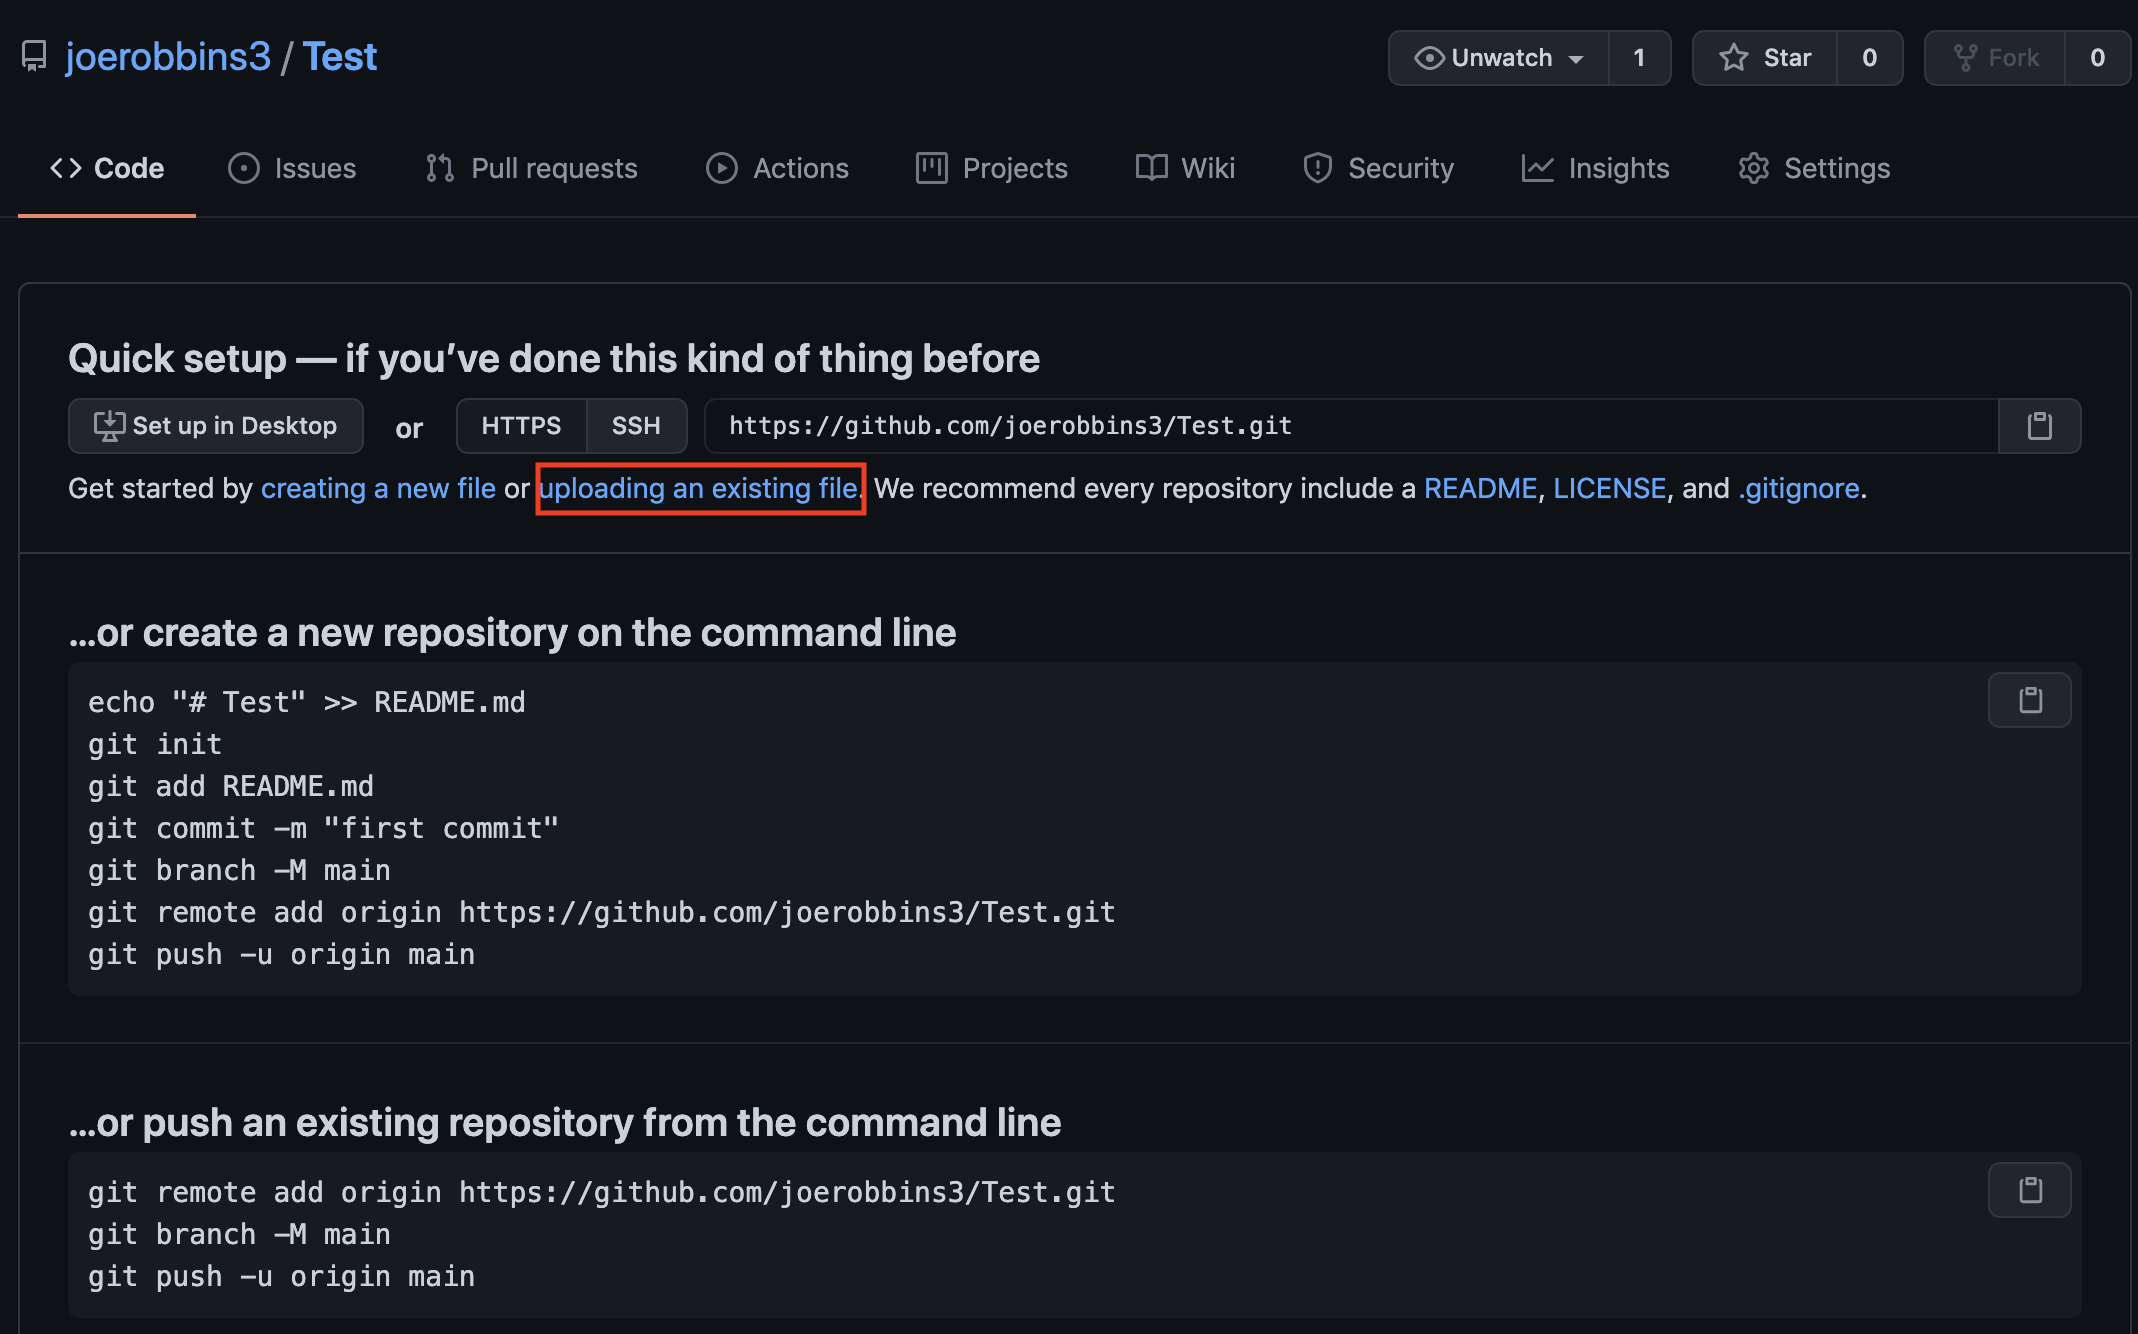 joerobbins3 / Test
Unwatch 1 Star 0 Fork 0
Code Issues Pull requests Actions Projects Wiki Security Insights Settings
Quick setup — if you’ve done this kind of thing before
Set up in Desktop or HTTPS SSH https://github.com/joerobbins3/Test.git
Get started by creating a new file or uploading an existing file. We recommend every repository include a README, LICENSE, and .gitignore.
…or create a new repository on the command line
echo "# Test" >> README.md
git init
git add README.md
git commit -m "first commit"
git branch -M main
git remote add origin https://github.com/joerobbins3/Test.git
git push -u origin main
…or push an existing repository from the command line
git remote add origin https://github.com/joerobbins3/Test.git
git branch -M main
git push -u origin main